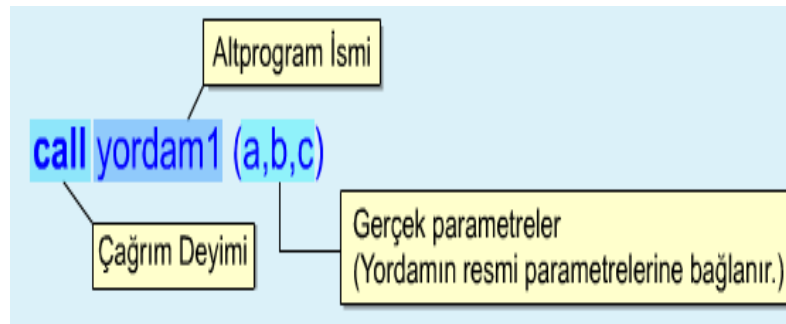 Altprogram İsmi
call yordam1 (a,b,c)
Çağrım Deyimi
Gerçek parametreler
(Yordamın resmi parametrelerine bağlanır.)